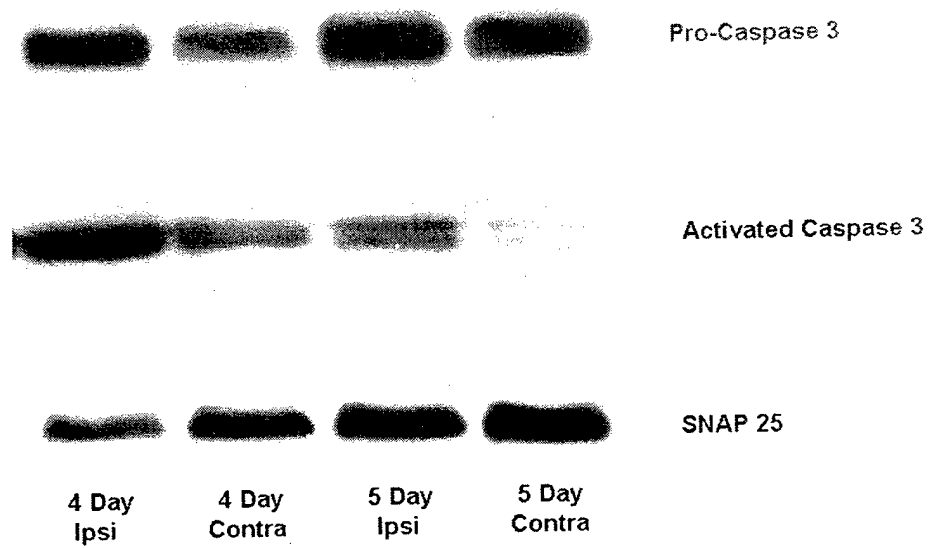 Pro-Caspase 3
Activated Caspase 3
SNAP 25
4 Day
Ipsi
4 Day
Contra
5 Day
Ipsi
5 Day
Contra